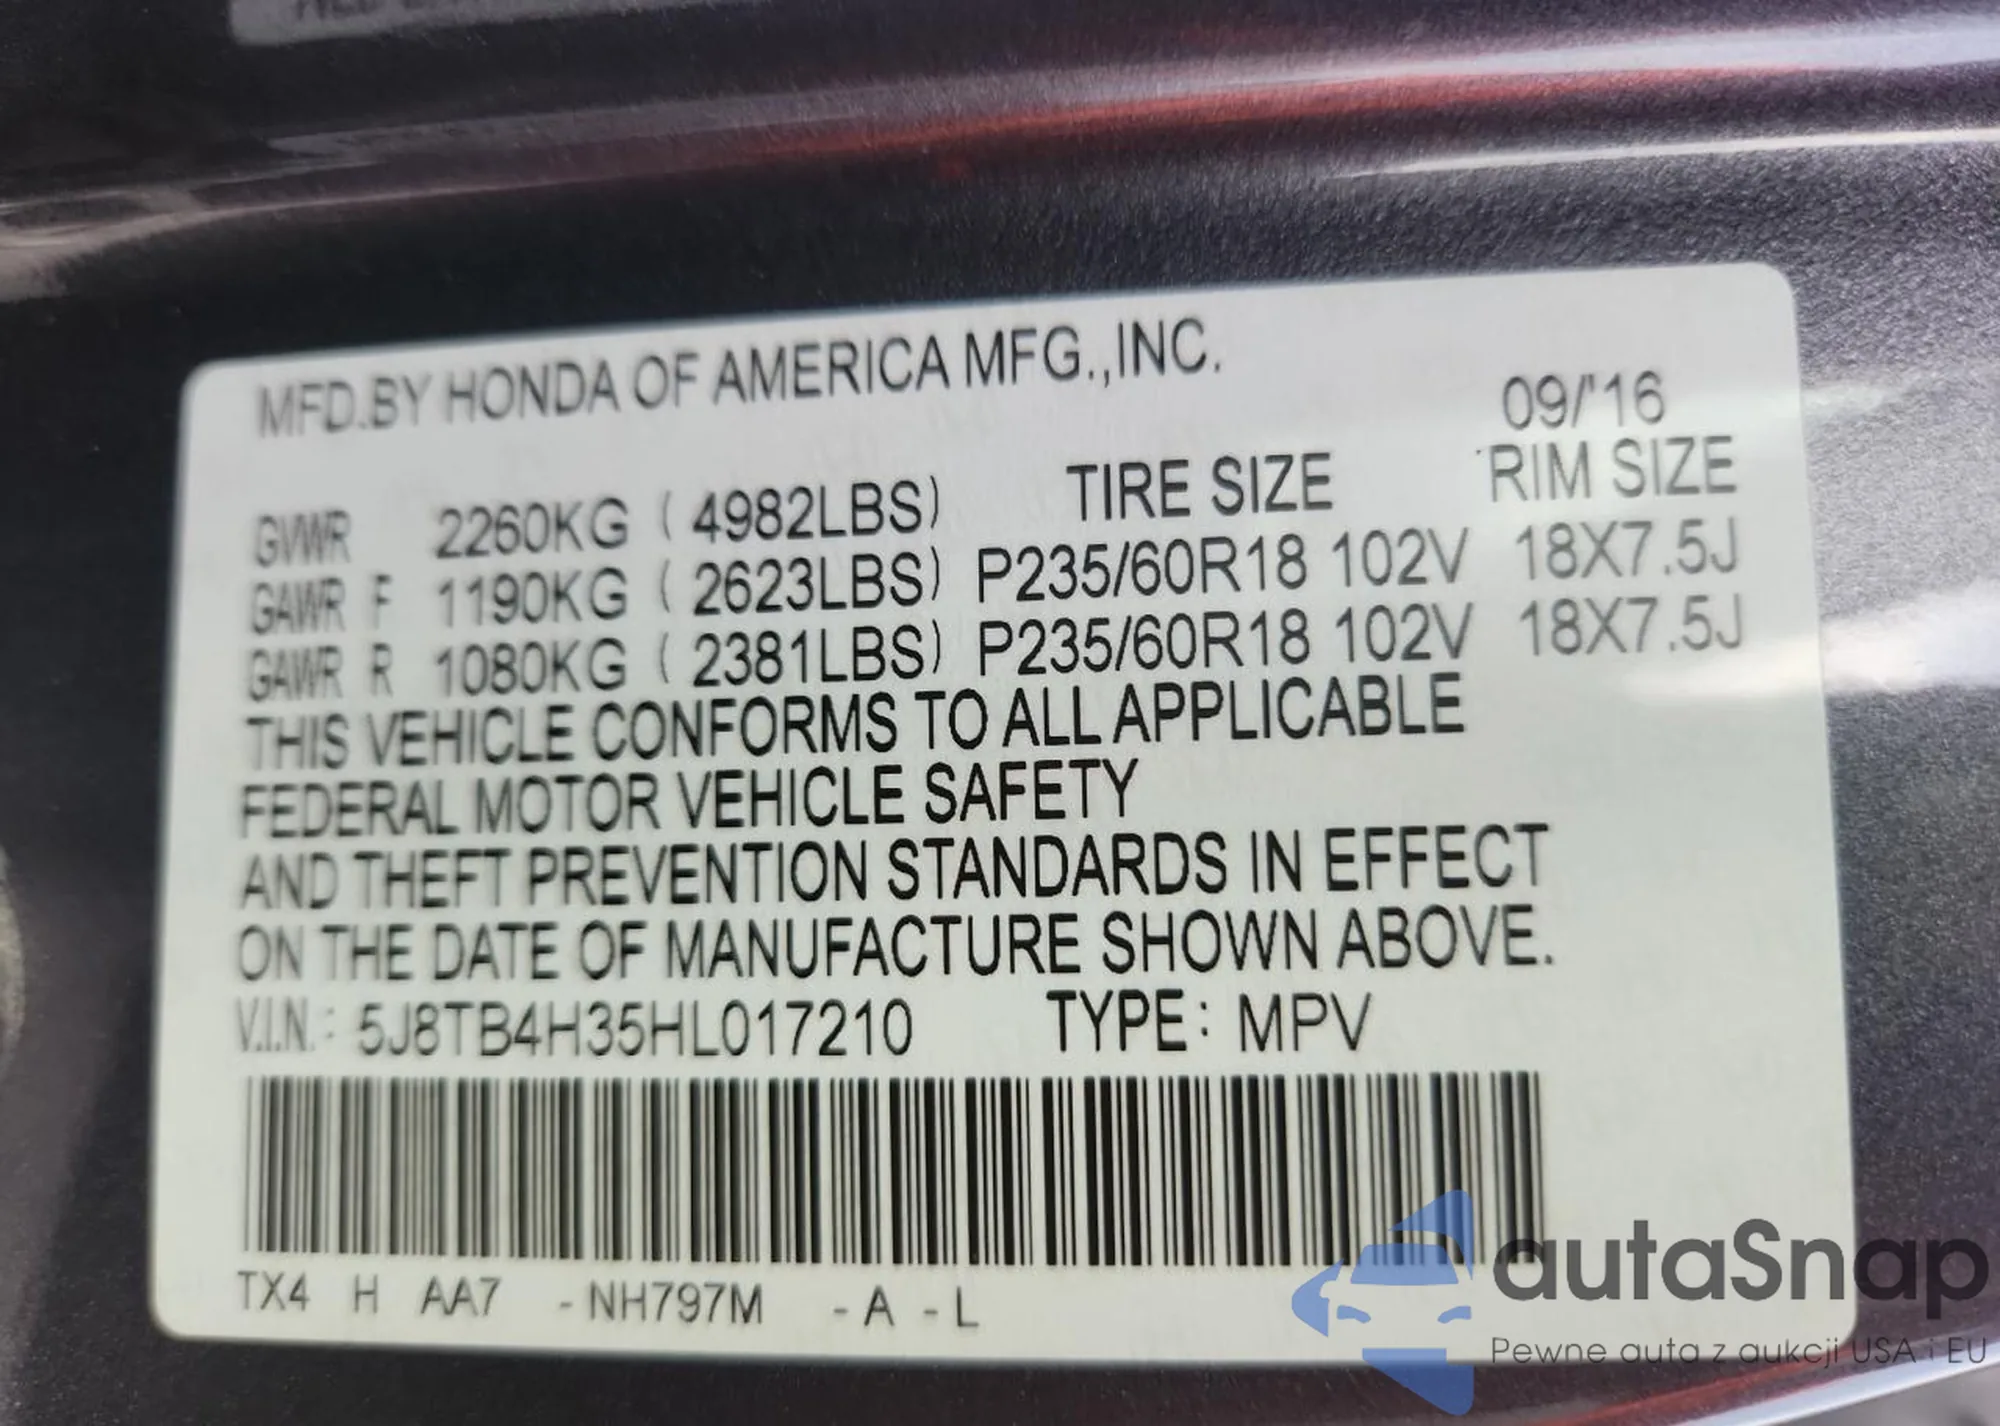 MFD.BY HONDA OF AMERICA MFG.,INC.
09/'16
TIRE SIZE RIM SIZE
GVWR 2260KG ( 4982LBS)
GAWR F 1190KG ( 2623LBS) P235/60R18 102V 18X7.5J
GAWR R 1080KG ( 2381LBS) P235/60R18 102V 18X7.5J
THIS VEHICLE CONFORMS TO ALL APPLICABLE
FEDERAL MOTOR VEHICLE SAFETY
AND THEFT PREVENTION STANDARDS IN EFFECT
ON THE DATE OF MANUFACTURE SHOWN ABOVE.
V.I.N.: 5J8TB4H35HL017210 TYPE: MPV
TX4 H AA7 -NH797M -A -L
autaSnap
Pewne auta z aukcji USA i EU